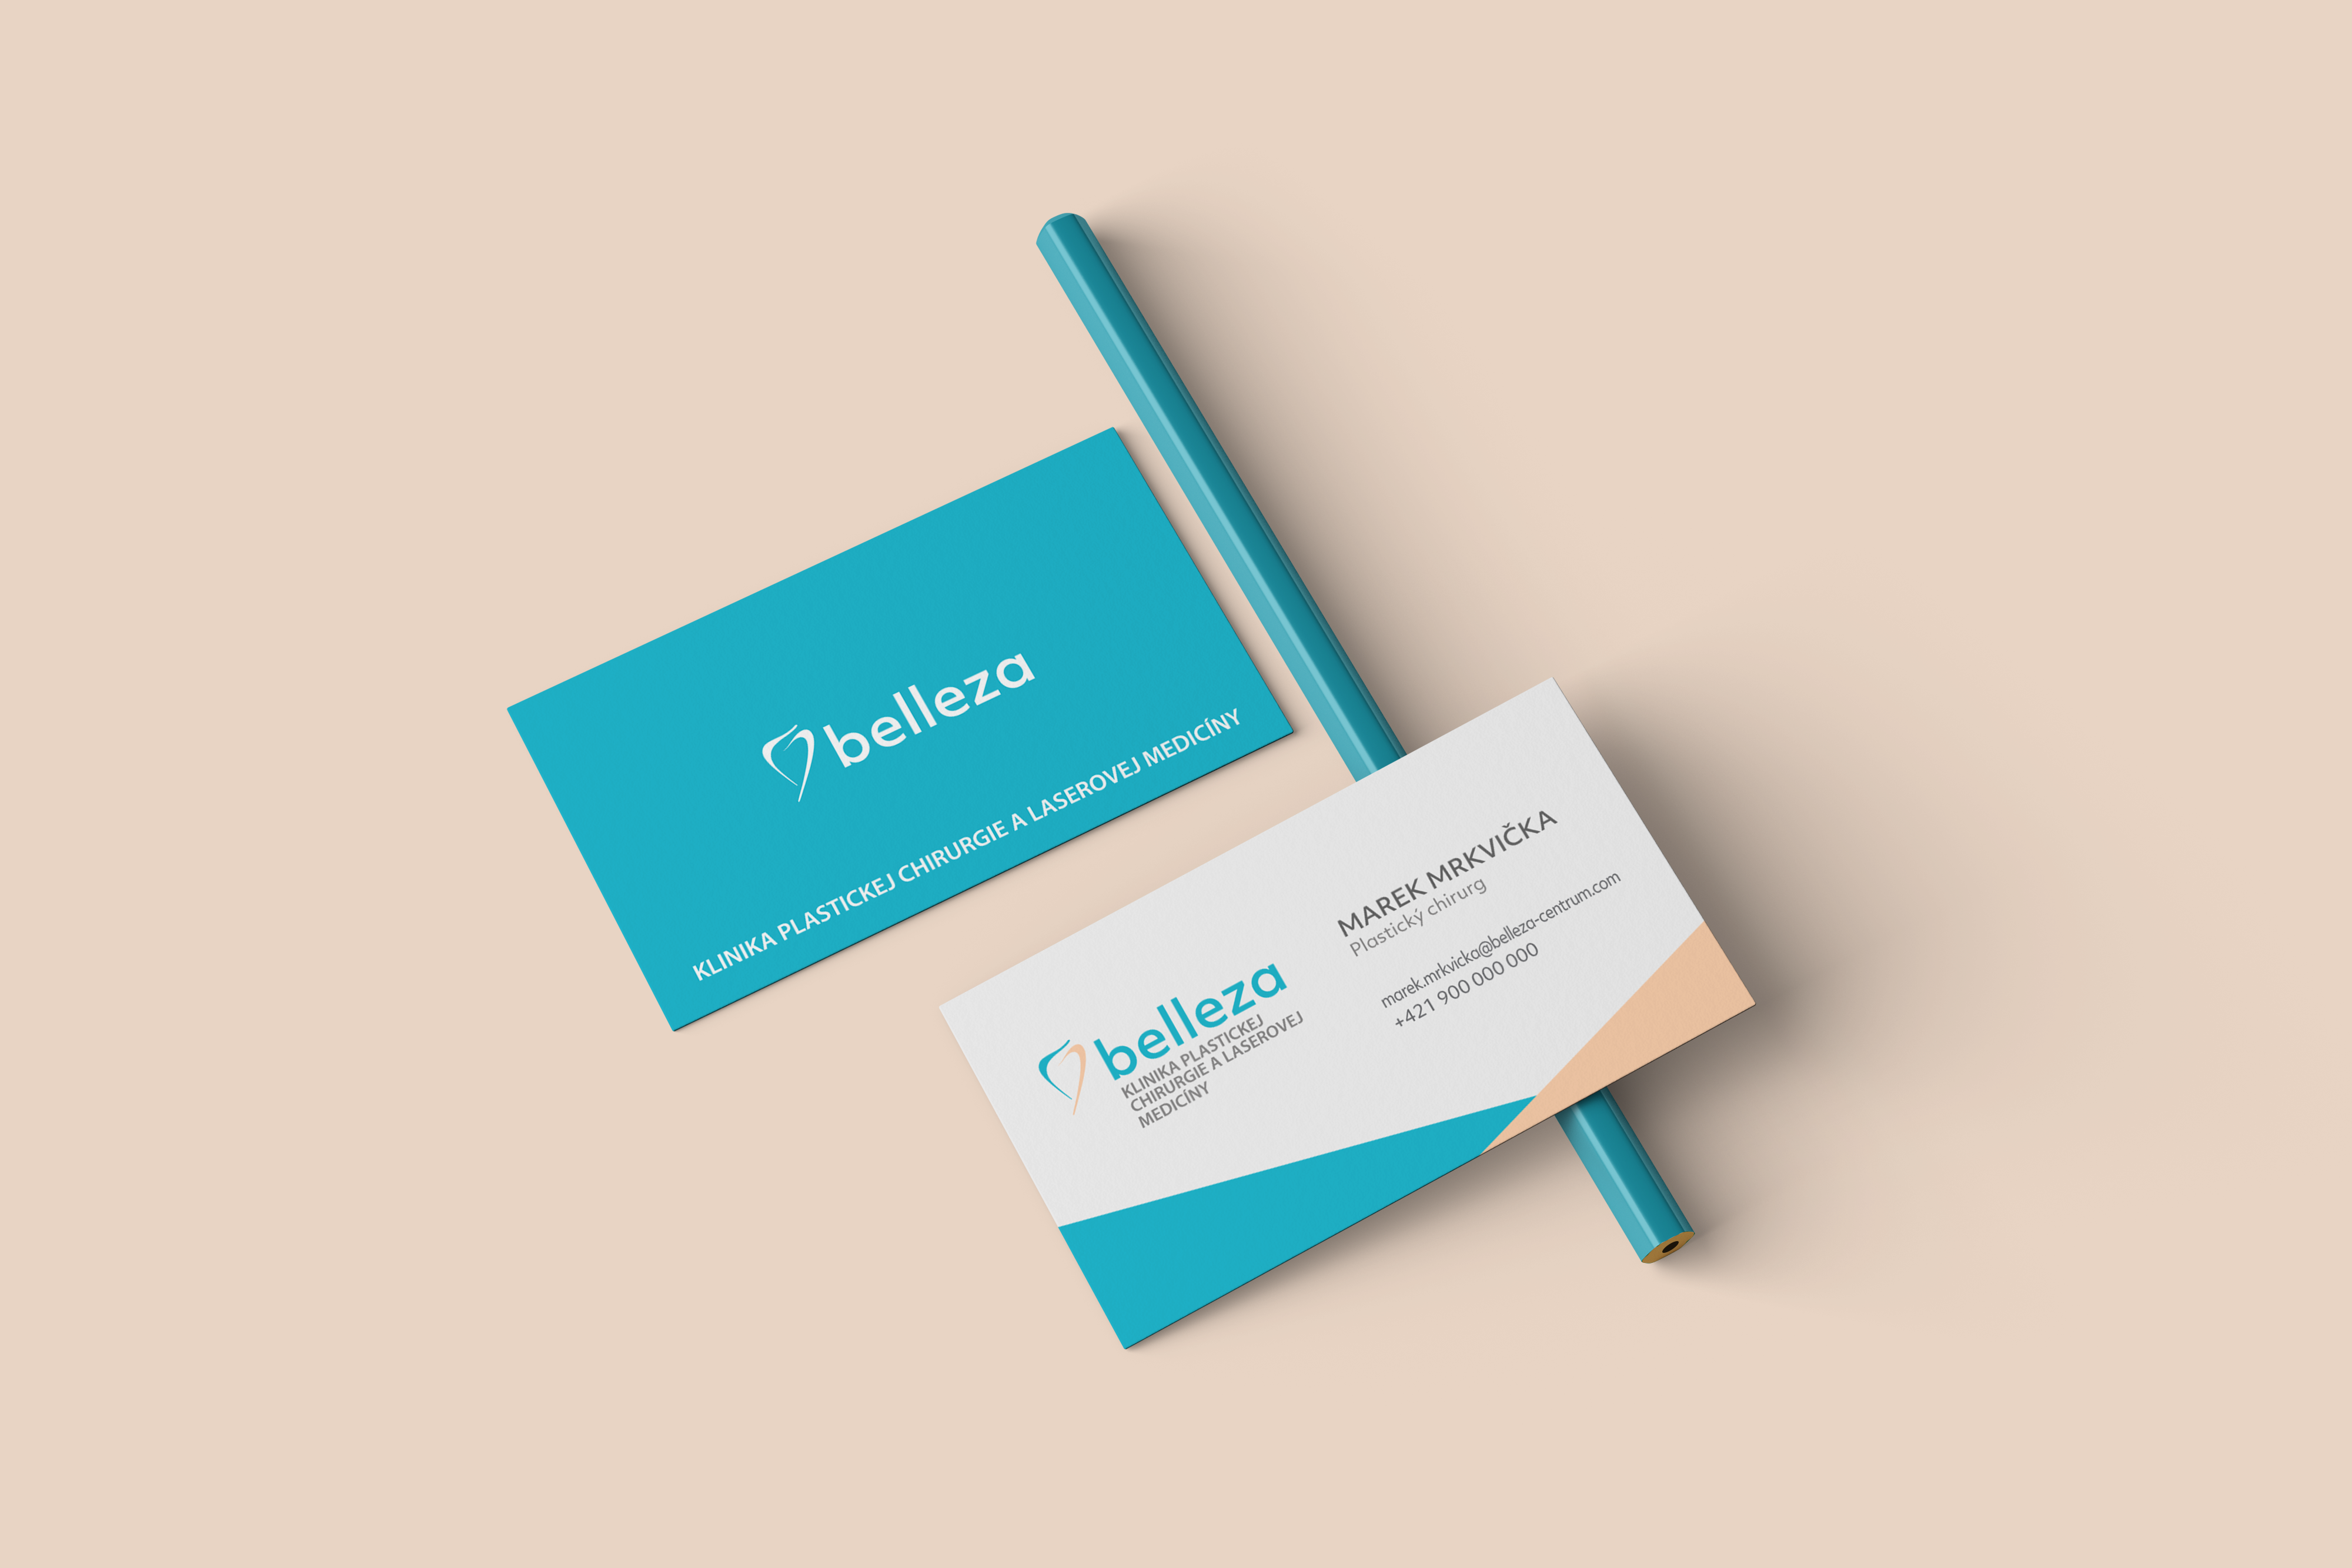 belleza
KLINIKA PLASTICKEJ CHIRURGIE A LASEROVEJ MEDICÍNY
belleza
KLINIKA PLASTICKEJ
CHIRURGIE A LASEROVEJ
MEDICÍNY
MAREK MRKVIČKA
Plastický chirurg
marek.mrkvicka@belleza-centrum.com
+421 900 000 000